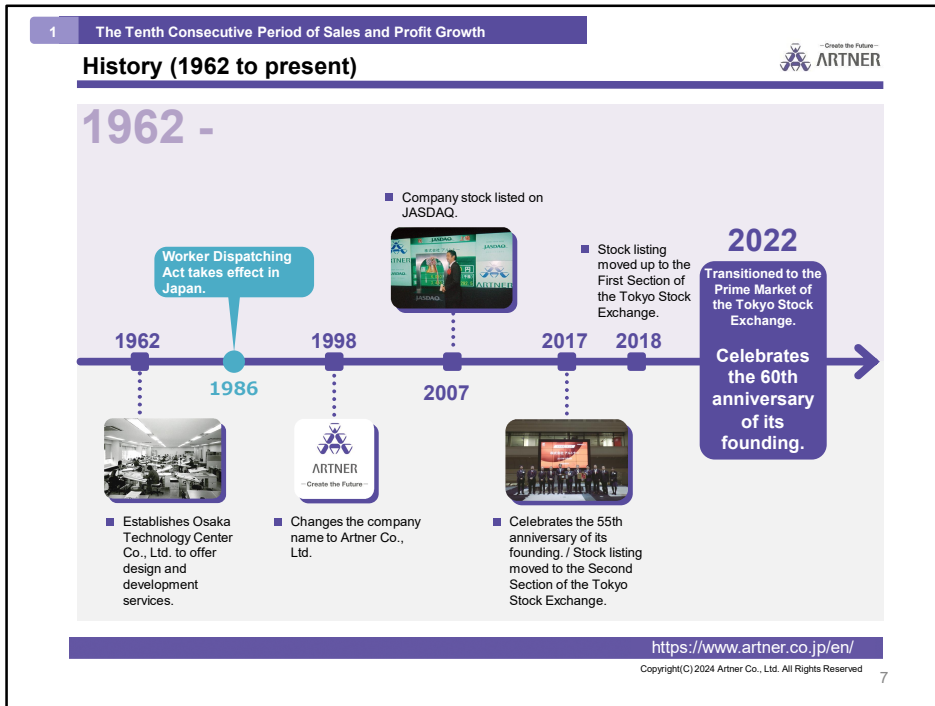 1
The Tenth Consecutive Period of Sales and Profit Growth
History (1962 to present)
Create the Future
ARTNER
1962 -
Company stock listed on
JASDAQ.
JASDAQ
JASDAQ
Worker Dispatching
Act takes effect in
Japan.
Stock listing
moved up to the
First Section of
the Tokyo Stock
Exchange.
2022
Transitioned to the
Prime Market of
the Tokyo Stock
Exchange.
Celebrates
the 60th
anniversary
of its
founding.
1962
1986
1998
2007
2017
2018
ARTNER
Create the Future
Establishes Osaka
Technology Center
Co., Ltd. to offer
design and
development
services.
Changes the company
name to Artner Co.,
Ltd.
Celebrates the 55th
anniversary of its
founding. / Stock listing
moved to the Second
Section of the Tokyo
Stock Exchange.
https://www.artner.co.jp/en/
Copyright(C) 2024 Artner Co., Ltd. All Rights Reserved
7